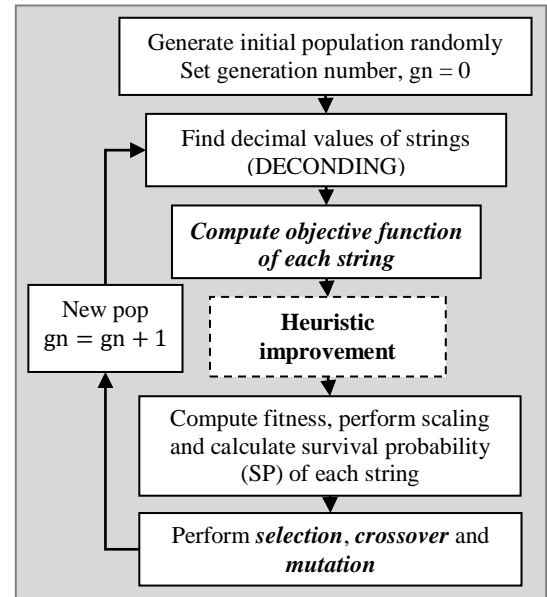 Generate initial population randomly
Set generation number, gn = 0
Find decimal values of strings
(DECONDING)
Compute objective function
of each string
New pop
gn = gn + 1
Heuristic
improvement
Compute fitness, perform scaling
and calculate survival probability
(SP) of each string
Perform selection, crossover and
mutation